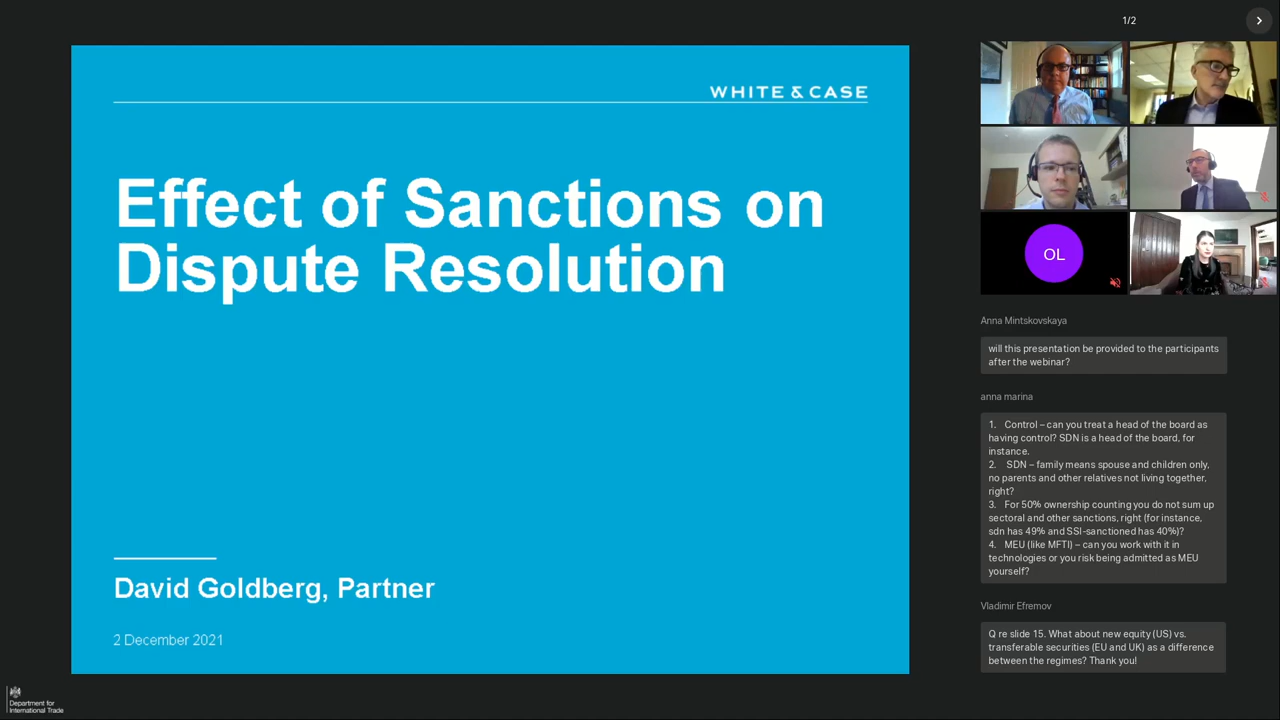 WHITE & CASE
Effect of Sanctions on
Dispute Resolution
David Goldberg, Partner
2 December 2021
Department for
International Trade
1/2
OL
Anna Mintskovskaya
will this presentation be provided to the participants
after the webinar?
anna marina
1. Control – can you treat a head of the board as
having control? SDN is a head of the board, for
instance.
2. SDN – family means spouse and children only,
no parents and other relatives not living together,
right?
3. For 50% ownership counting you do not sum up
sectoral and other sanctions, right (for instance,
sdn has 49% and SSI-sanctioned has 40%)?
4. MEU (like MFTI) – can you work with it in
technologies or you risk being admitted as MEU
yourself?
Vladimir Efremov
Q re slide 15. What about new equity (US) vs.
transferable securities (EU and UK) as a difference
between the regimes? Thank you!